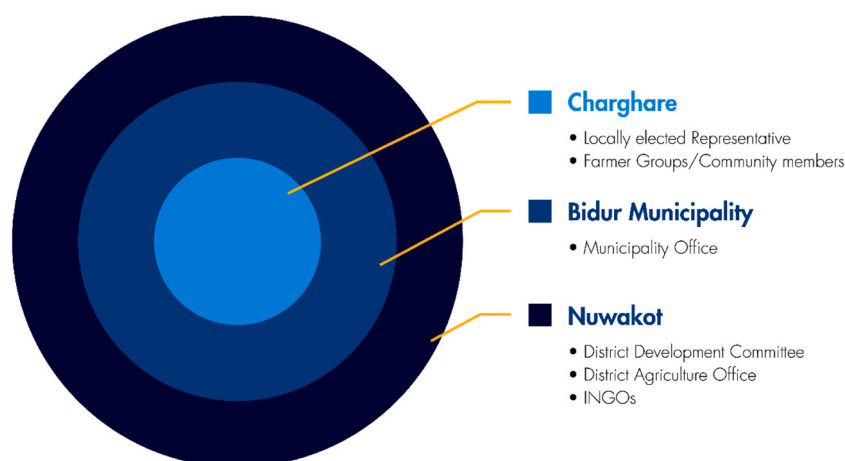 Charghare
• Locally elected Representative
• Farmer Groups/Community members
Bidur Municipality
• Municipality Office
Nuwakot
• District Development Committee
• District Agriculture Office
• INGOs